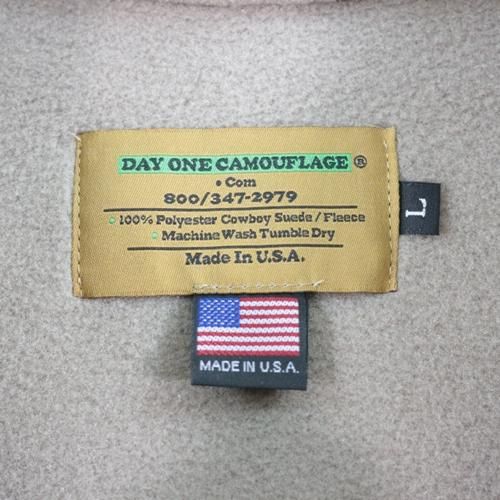 DAY ONE CAMOUFLAGE ®
• Com
800/347-2979
100% Polyester Cowboy Suede / Fleece
Machine Wash Tumble Dry
Made In U.S.A.
L
MADE IN U.S.A.